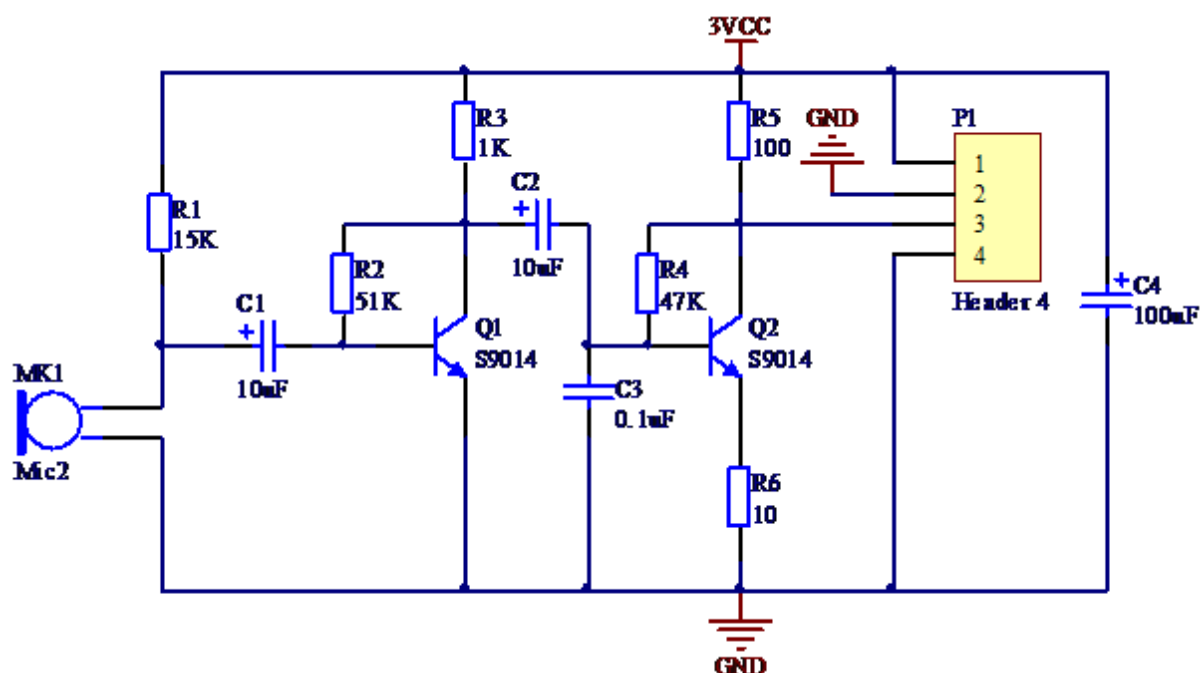 3VCC
R3
1K
R5
100
GND
P1
1
2
3
4
Header 4
C2
+
10uF
R1
15K
R2
51K
R4
47K
C1
+
10uF
Q1
S9014
Q2
S9014
+
C4
100uF
MK1
Mic2
C3
0.1uF
R6
10
GND